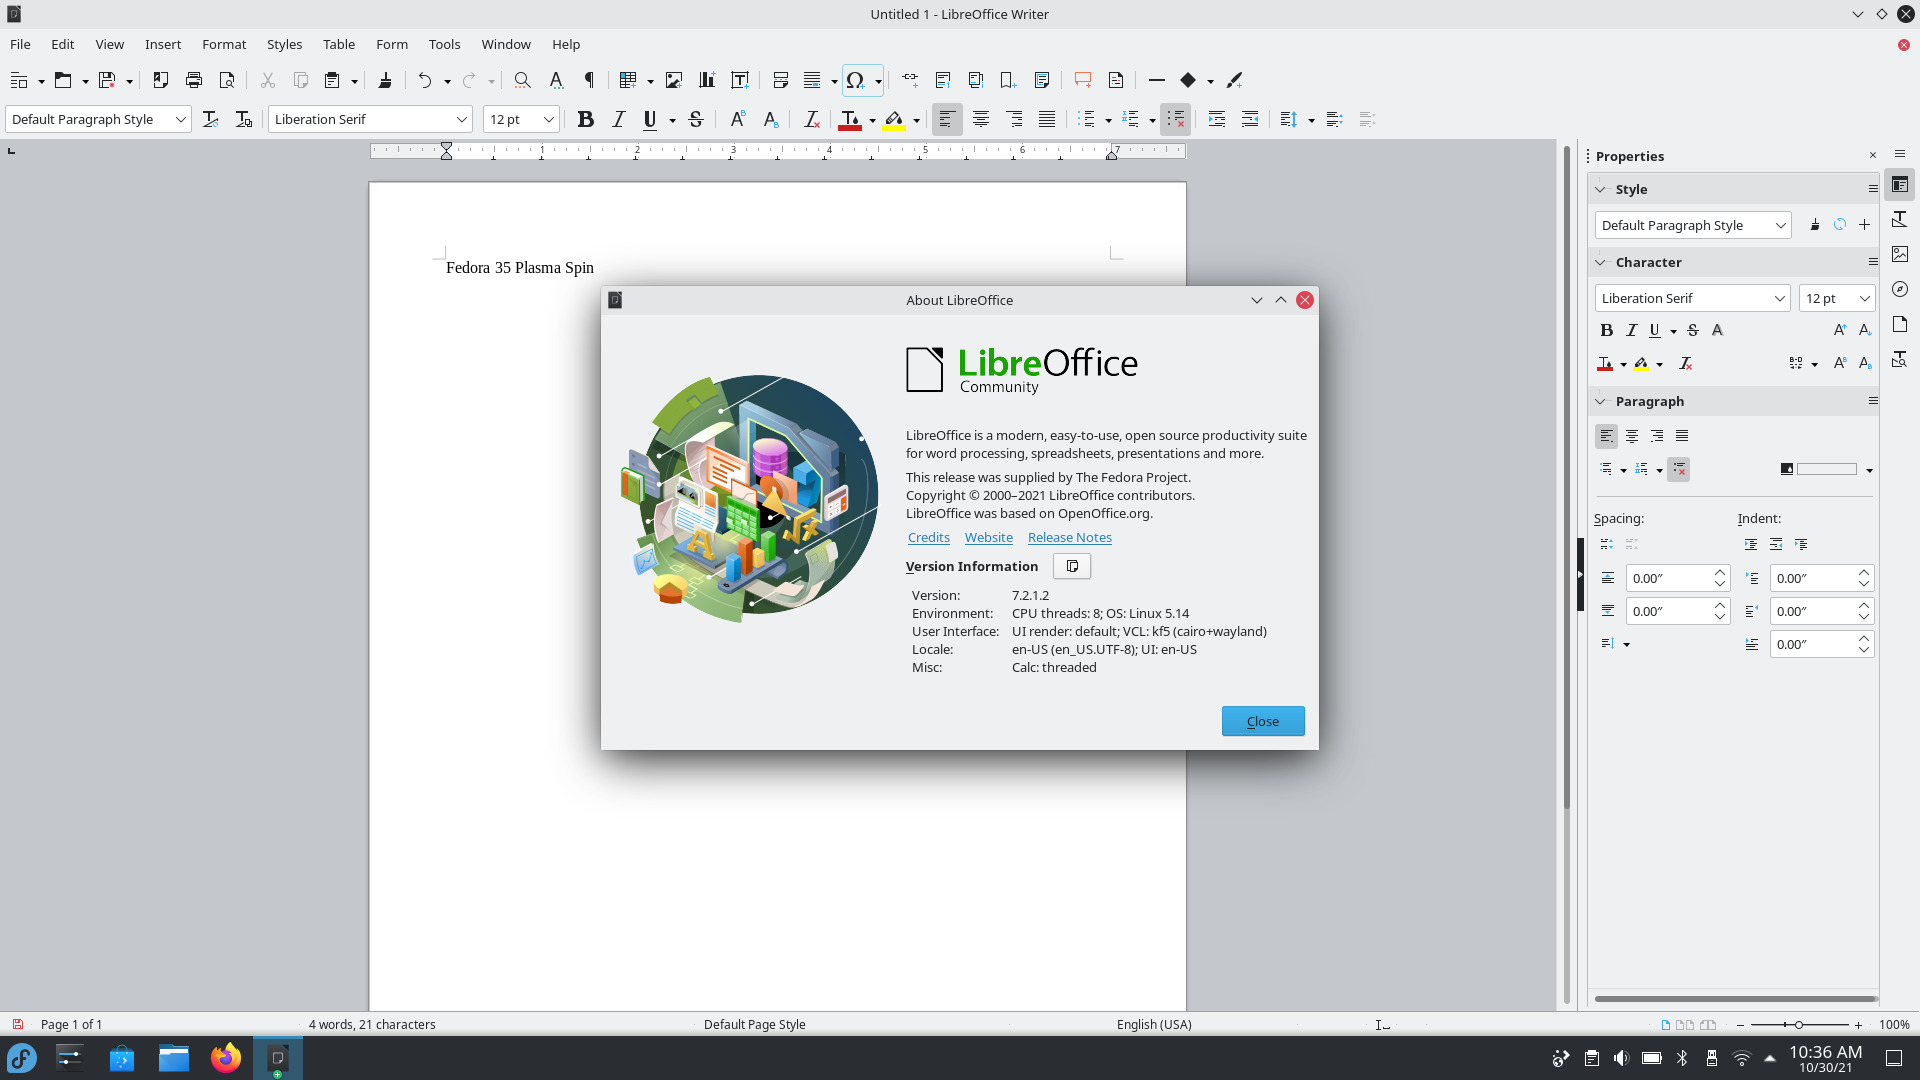 Untitled 1 - LibreOffice Writer
File Edit View Insert Format Styles Table Form Tools Window Help
Default Paragraph Style Liberation Serif 12 pt
1 2 3 4 5 6 7
Fedora 35 Plasma Spin
About LibreOffice
LibreOffice
Community
LibreOffice is a modern, easy-to-use, open source productivity suite
for word processing, spreadsheets, presentations and more.
This release was supplied by The Fedora Project.
Copyright © 2000–2021 LibreOffice contributors.
LibreOffice was based on OpenOffice.org.
Credits Website Release Notes
Version Information
Version: 7.2.1.2
Environment: CPU threads: 8; OS: Linux 5.14
User Interface: UI render: default; VCL: kf5 (cairo+wayland)
Locale: en-US (en_US.UTF-8); UI: en-US
Misc: Calc: threaded
Close
Properties
Style
Default Paragraph Style
Character
Liberation Serif 12 pt
Paragraph
Spacing: Indent:
0.00″ 0.00″
0.00″ 0.00″
0.00″
Page 1 of 1 4 words, 21 characters Default Page Style English (USA) 100%
10:36 AM
10/30/21